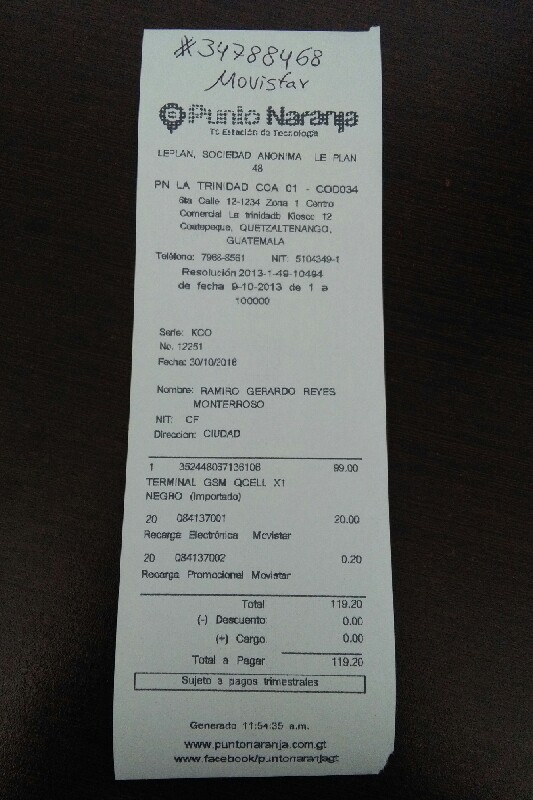 #34788468
Movistar
Punto Naranja
Tu Estación de Tecnología
LEPLAN, SOCIEDAD ANONIMA LE PLAN
48
PN LA TRINIDAD COA 01 - COD034
6ta Calle 12-1234 Zona 1 Centro
Comercial La trinidadb Kiosco 12
Coatepeque, QUETZALTENANGO,
GUATEMALA
Teléfono: 7968-8561 NIT: 5104349-1
Resolución 2013-1-49-10494
de fecha 9-10-2013 de 1 a
100000
Serie: KCO
No. 12251
Fecha: 30/10/2016
Nombre: RAMIRO GERARDO REYES
MONTERROSO
NIT: CF
Direccion: CIUDAD
1 352448067136106 99.00
TERMINAL GSM QCELL X1
NEGRO (Importado)
20 084137001 20.00
Recarga Electrónica Movistar
20 084137002 0.20
Recarga Promocional Movistar
Total 119.20
(-) Descuento 0.00
(+) Cargo 0.00
Total a Pagar 119.20
Sujeto a pagos trimestrales
Generado 11:54:35 a.m.
www.puntonaranja.com.gt
www.facebook/puntonaranjagt